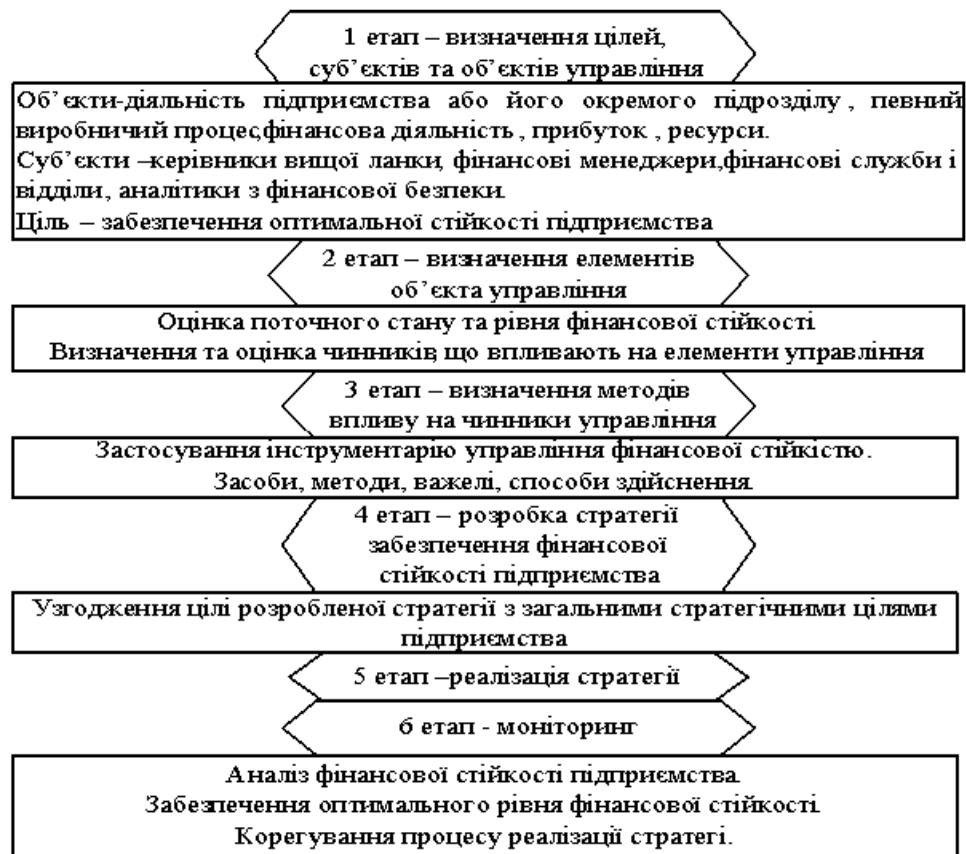 1 етап – визначення цілей,
суб’єктів та об’єктів управління
Об’єкти-діяльність підприємства або його окремого підрозділу , певний
виробничий процес,фінансова діяльність , прибуток , ресурси.
Суб’єкти –керівники вищої ланки, фінансові менеджери,фінансові служби і
відділи, аналітики з фінансової безпеки.
Ціль – забезпечення оптимальної стійкості підприємства
2 етап – визначення елементів
об’єкта управління
Оцінка поточного стану та рівня фінансової стійкості
Визначення та оцінка чинників, що впливають на елементи управління
3 етап – визначення методів
впливу на чинники управління
Застосування інструментарію управління фінансової стійкістю.
Засоби, методи, важелі, способи здійснення.
4 етап – розробка стратегії
забезпечення фінансової
стійкості підприємства
Узгодження цілі розробленої стратегії з загальними стратегічними цілями
підприємства
5 етап –реалізація стратегії
6 етап - моніторинг
Аналіз фінансової стійкості підприємства.
Забезпечення оптимального рівня фінансової стійкості.
Корегування процесу реалізації стратегі.